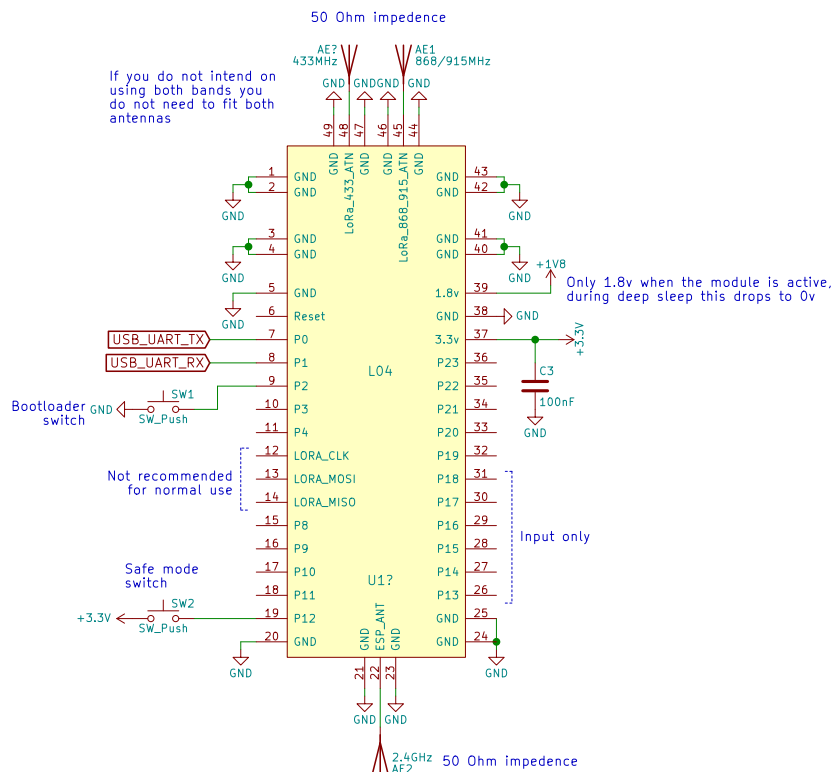 50 Ohm impedence
AE?
433MHz
AE1
868/915MHz
If you do not intend on
using both bands you
do not need to fit both
antennas
GND
GND
GND
GND
49
48
47
46
45
44
GND
LoRa_433_ATN
GND
GND
LoRa_868_915_ATN
GND
1
GND
2
GND
GND
3
GND
4
GND
GND
5
GND
GND
6
Reset
USB_UART_TX
7
P0
USB_UART_RX
8
P1
9
P2
Bootloader
switch
GND
SW1
SW_Push
10
P3
11
P4
12
LORA_CLK
Not recommended
for normal use
13
LORA_MOSI
14
LORA_MISO
15
P8
16
P9
17
P10
18
P11
Safe mode
switch
+3.3V
SW2
SW_Push
19
P12
20
GND
GND
L04
U1?
GND
43
GND
42
GND
GND
41
GND
40
GND
+1V8
1.8v
39
Only 1.8v when the module is active,
during deep sleep this drops to 0v
GND
38
GND
3.3v
37
+3.3V
C3
100nF
GND
P23
36
P22
35
P21
34
P20
33
P19
32
P18
31
P17
30
P16
29
P15
28
P14
27
P13
26
Input only
GND
25
GND
24
GND
GND
ESP_ANT
GND
21
22
23
GND
GND
2.4GHz
AE2
50 Ohm impedence